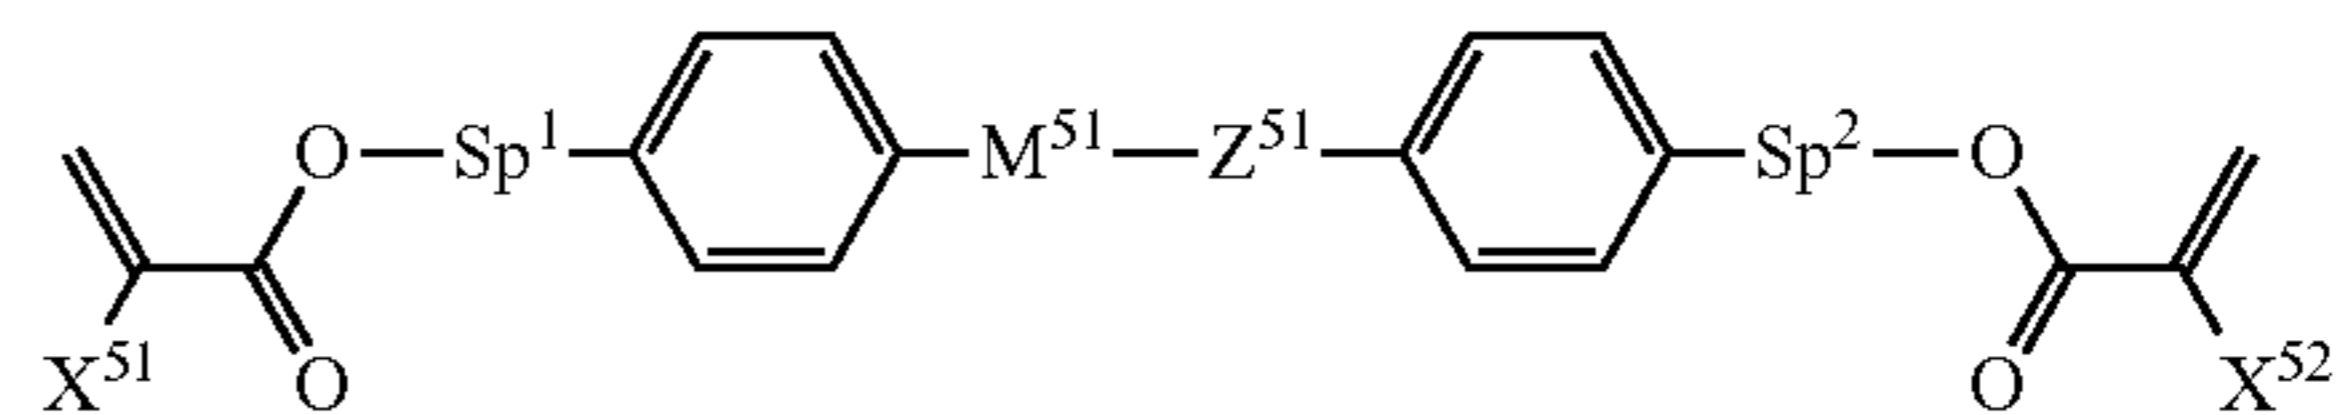 O Sp¹ M⁵¹ Z⁵¹ Sp² O
X⁵¹ O O X⁵²